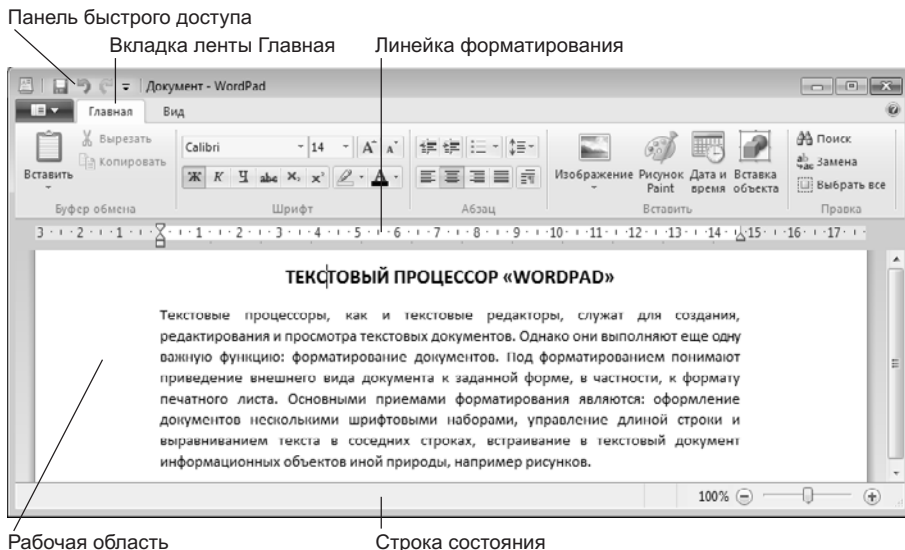 Панель быстрого доступа
Вкладка ленты Главная Линейка форматирования
Документ - WordPad
Главная Вид
Вставить Вырезать Копировать
Calibri 14 A A
Ж К Ч abc X₂ X² A
Изображение Рисунок Paint Дата и время Вставка объекта
Поиск
Замена
Выбрать все
Буфер обмена Шрифт Абзац Вставить Правка
3 2 1 1 2 3 4 5 6 7 8 9 10 11 12 13 14 15 16 17
ТЕКСТОВЫЙ ПРОЦЕССОР «WORDPAD»
Текстовые процессоры, как и текстовые редакторы, служат для создания,
редактирования и просмотра текстовых документов. Однако они выполняют еще одну
важную функцию: форматирование документов. Под форматированием понимают
приведение внешнего вида документа к заданной форме, в частности, к формату
печатного листа. Основными приемами форматирования являются: оформление
документов несколькими шрифтовыми наборами, управление длиной строки и
выравниванием текста в соседних строках, встраивание в текстовый документ
информационных объектов иной природы, например рисунков.
100%
Рабочая область Строка состояния